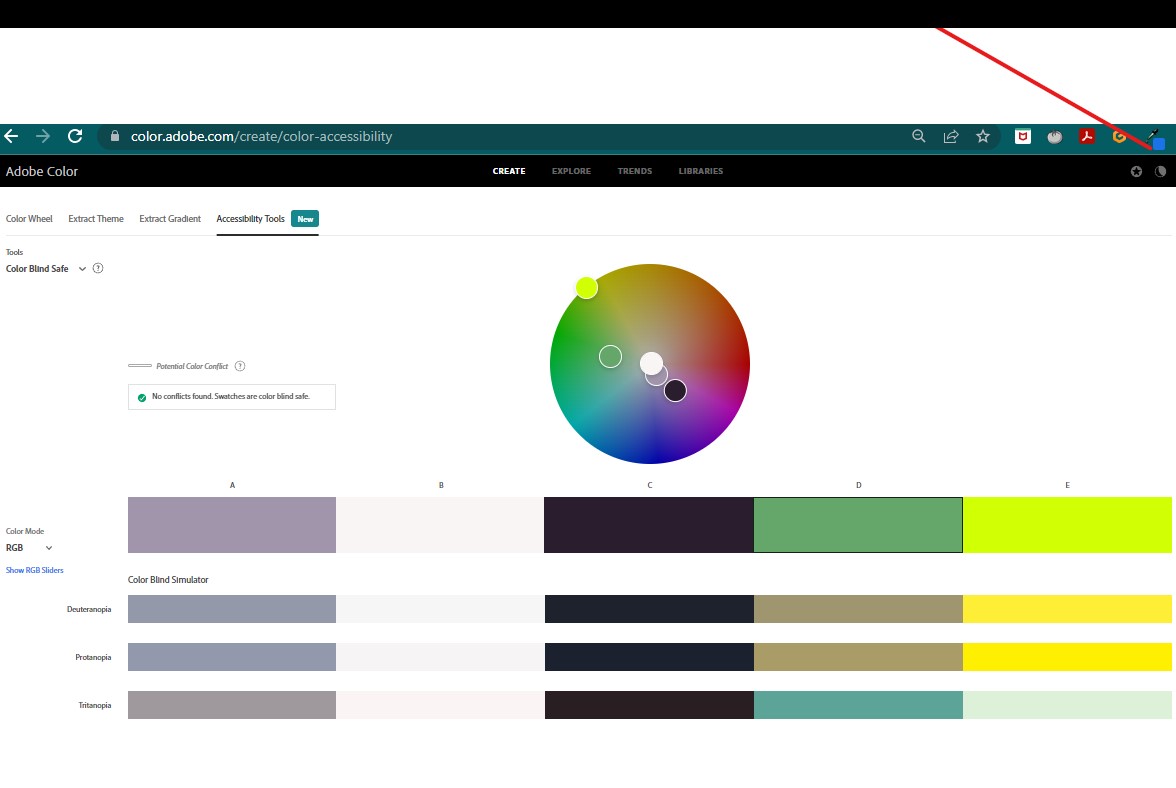 color.adobe.com/create/color-accessibility
Adobe Color
CREATE EXPLORE TRENDS LIBRARIES
Color Wheel Extract Theme Extract Gradient Accessibility Tools New
Tools
Color Blind Safe ?
Potential Color Conflict ?
No conflicts found. Swatches are color blind safe.
A B C D E
Color Mode
RGB
Show RGB Sliders
Color Blind Simulator
Deuteranopia
Protanopia
Tritanopia